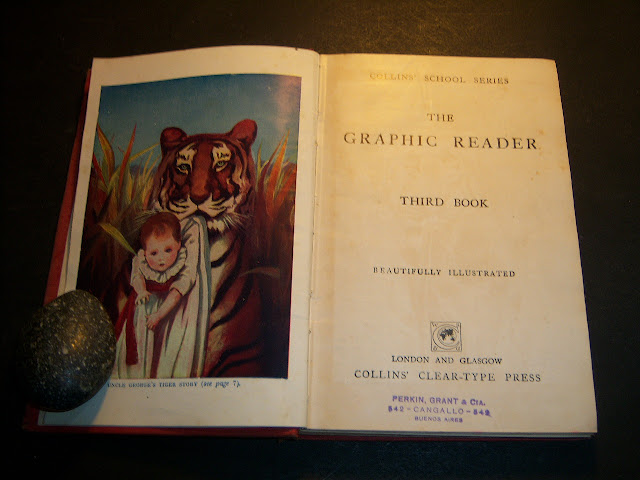 UNCLE GEORGE'S TIGER STORY (see page 7).
COLLINS' SCHOOL SERIES
THE
GRAPHIC READER
THIRD BOOK
BEAUTIFULLY ILLUSTRATED
LONDON AND GLASGOW
COLLINS' CLEAR-TYPE PRESS
PERKIN, GRANT & CIA.
542 - CANGALLO - 542
BUENOS AIRES